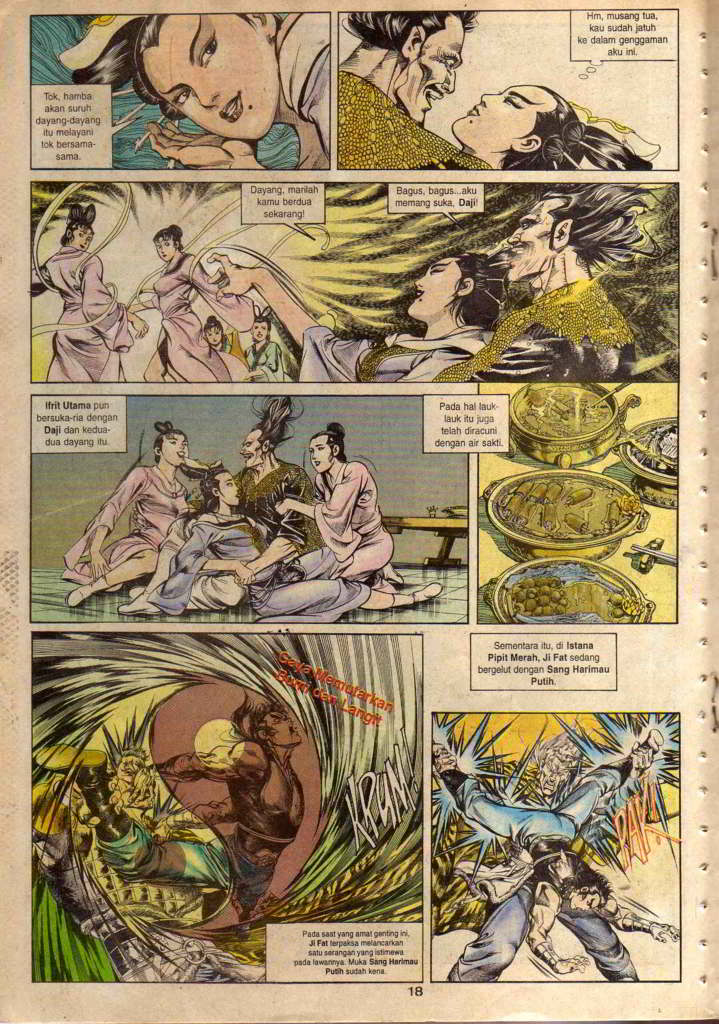 Tok, hamba
akan suruh
dayang-dayang
itu melayani
tok bersama-
sama.
Hm, musang tua,
kau sudah jatuh
ke dalam genggaman
aku ini.
Dayang, marilah
kamu berdua
sekarang!
Bagus, bagus...aku
memang suka, Daji!
Ifrit Utama pun
bersuka-ria dengan
Daji dan kedua-
dua dayang itu.
Pada hal lauk-
lauk itu juga
telah diracuni
dengan air sakti.
Gaya Memutarkan
Bumi dan Langit
KRUM!
Pada saat yang amat genting ini,
Ji Fat terpaksa melancarkan
satu serangan yang istimewa
pada lawannya. Muka Sang Harimau
Putih sudah kena.
Sementara itu, di Istana
Pipit Merah, Ji Fat sedang
bergelut dengan Sang Harimau
Putih.
PAP!
18